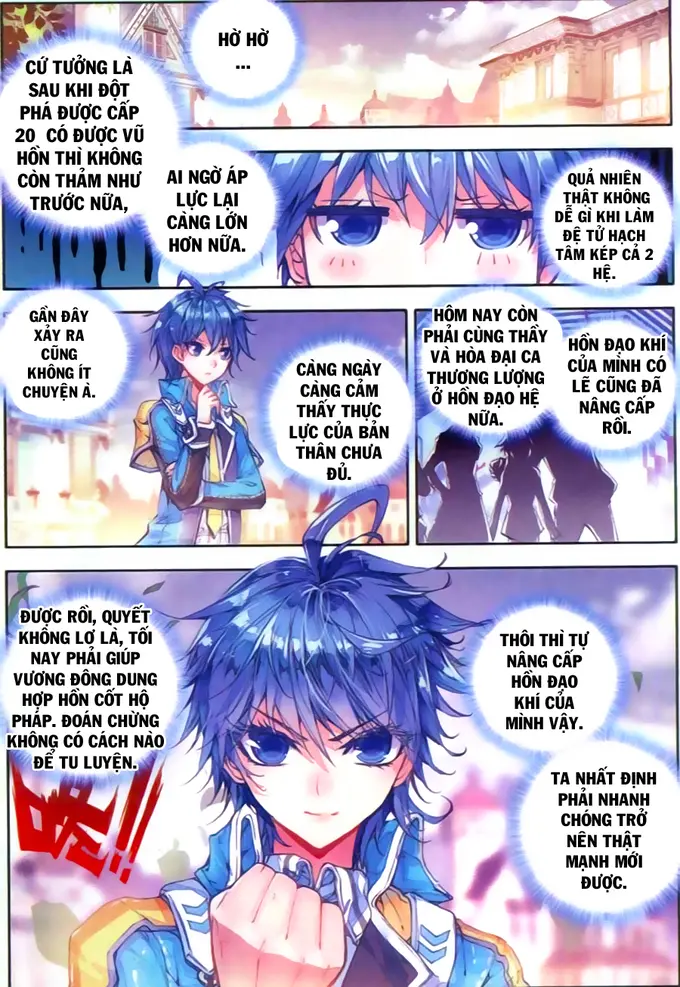 HỜ HỜ
...
CỨ TƯỞNG LÀ
SAU KHI ĐỘT
PHÁ ĐƯỢC CẤP
20 CÓ ĐƯỢC VŨ
HỒN THÌ KHÔNG
CÒN THẢM NHƯ
TRƯỚC NỮA,
AI NGỜ ÁP
LỰC LẠI
CÀNG LỚN
HƠN NỮA.
QUẢ NHIÊN
THẬT KHÔNG
DỄ GÌ KHI LÀM
ĐỆ TỬ HẠCH
TÂM KÉP CẢ 2
HỆ.
GẦN ĐÂY
XẢY RA
CŨNG
KHÔNG ÍT
CHUYỆN À.
CÀNG NGÀY
CÀNG CẢM
THẤY THỰC
LỰC CỦA BẢN
THÂN CHƯA
ĐỦ.
HÔM NAY CÒN
PHẢI CÙNG THẦY
VÀ HÒA ĐẠI CA
THƯƠNG LƯỢNG
Ở HỒN ĐẠO HỆ
NỮA.
HỒN ĐẠO KHÍ
CỦA MÌNH CÓ
LẼ CŨNG ĐÃ
NÂNG CẤP
RỒI.
ĐƯỢC RỒI, QUYẾT
KHÔNG LƠ LÀ, TỐI
NAY PHẢI GIÚP
VƯƠNG ĐÔNG DUNG
HỢP HỒN CỐT HỘ
PHÁP. ĐOÁN CHỪNG
KHÔNG CÓ CÁCH NÀO
ĐỂ TU LUYỆN.
THÔI THÌ TỰ
NÂNG CẤP
HỒN ĐẠO
KHÍ CỦA
MÌNH VẬY.
TA NHẤT ĐỊNH
PHẢI NHANH
CHÓNG TRỞ
NÊN THẬT
MẠNH MỚI
ĐƯỢC.